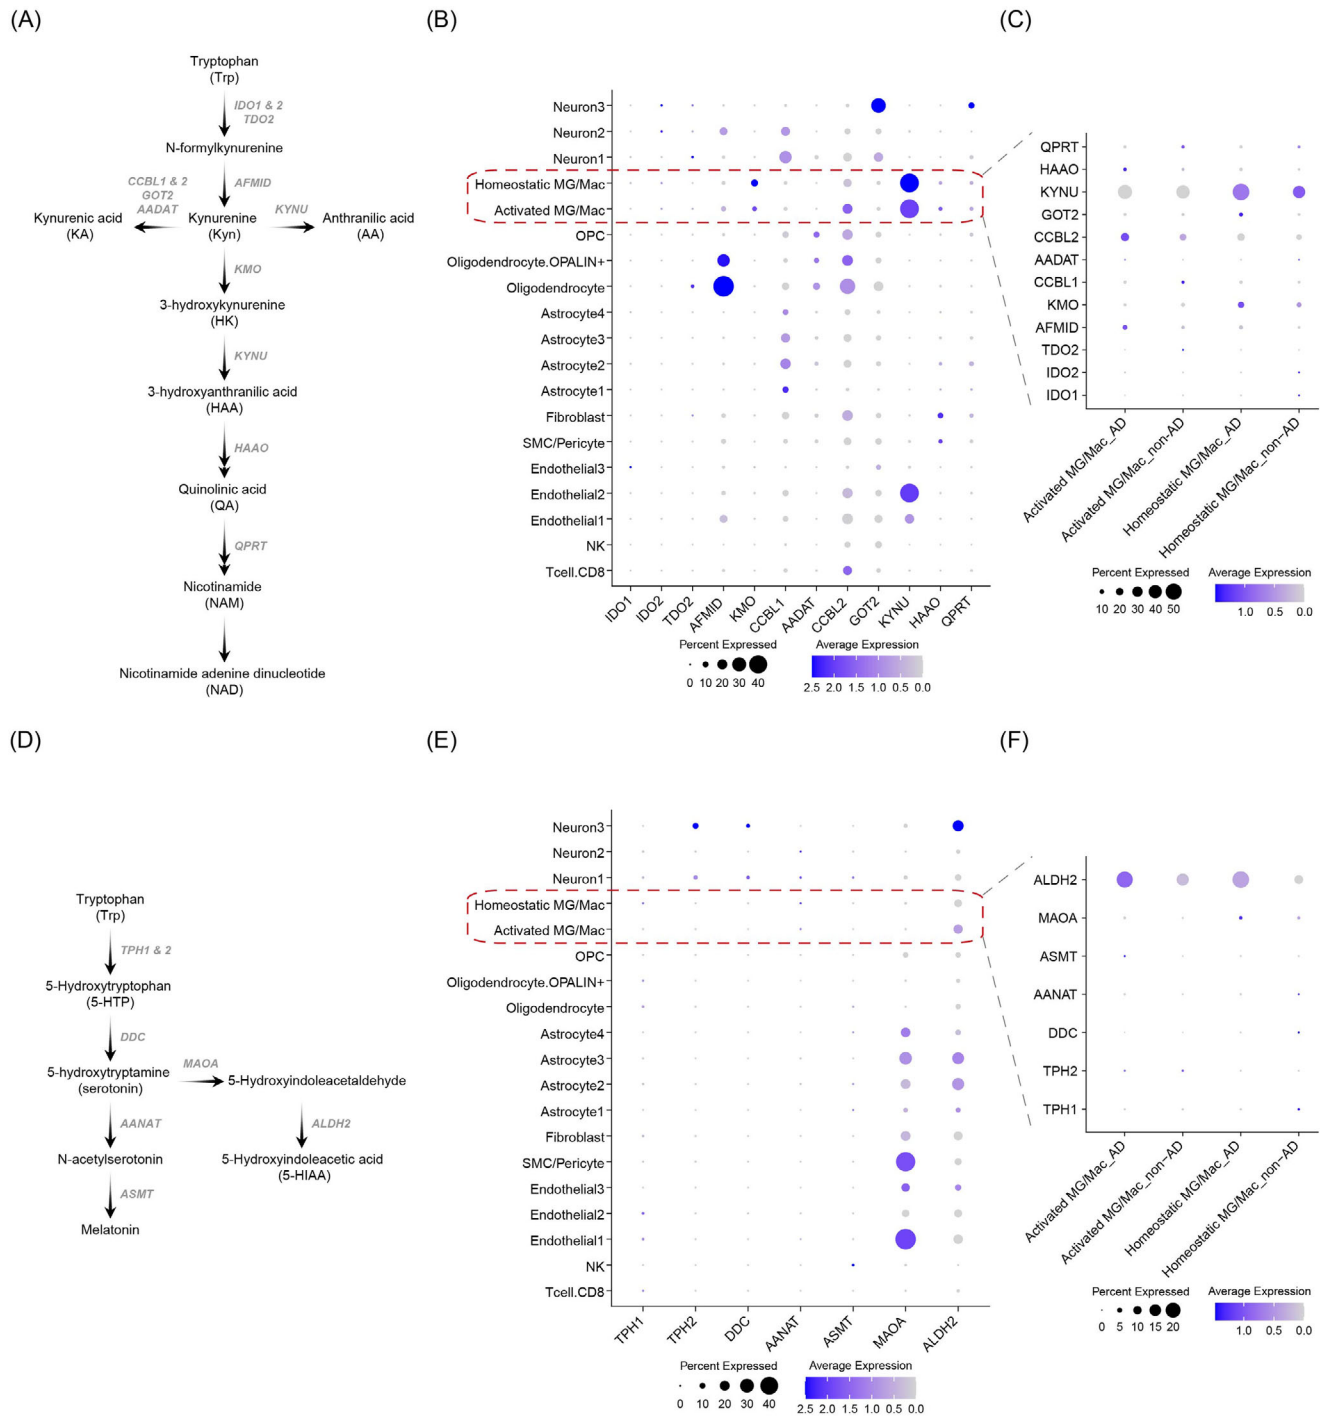 (A)
Tryptophan
(Trp)
IDO1 & 2
TDO2
N-formylkynurenine
CCBL1 & 2
GOT2
AADAT
AFMID
KYNU
Kynurenic acid
(KA)
Kynurenine
(Kyn)
Anthranilic acid
(AA)
KMO
3-hydroxykynurenine
(HK)
KYNU
3-hydroxyanthranilic acid
(HAA)
HAAO
Quinolinic acid
(QA)
QPRT
Nicotinamide
(NAM)
Nicotinamide adenine dinucleotide
(NAD)
(B)
Neuron3
Neuron2
Neuron1
Homeostatic MG/Mac
Activated MG/Mac
OPC
Oligodendrocyte.OPALIN+
Oligodendrocyte
Astrocyte4
Astrocyte3
Astrocyte2
Astrocyte1
Fibroblast
SMC/Pericyte
Endothelial3
Endothelial2
Endothelial1
NK
Tcell.CD8
IDO1
IDO2
TDO2
AFMID
KMO
CCBL1
AADAT
CCBL2
GOT2
KYNU
HAAO
QPRT
Percent Expressed
0 10 20 30 40
Average Expression
2.5 2.0 1.5 1.0 0.5 0.0
(C)
QPRT
HAAO
KYNU
GOT2
CCBL2
AADAT
CCBL1
KMO
AFMID
TDO2
IDO2
IDO1
Activated MG/Mac_AD
Activated MG/Mac_non-AD
Homeostatic MG/Mac_AD
Homeostatic MG/Mac_non-AD
Percent Expressed
10 20 30 40 50
Average Expression
1.0 0.5 0.0
(D)
Tryptophan
(Trp)
TPH1 & 2
5-Hydroxytryptophan
(5-HTP)
DDC
5-hydroxytryptamine
(serotonin)
MAOA
5-Hydroxyindoleacetaldehyde
AANAT
ALDH2
N-acetylserotonin
5-Hydroxyindoleacetic acid
(5-HIAA)
ASMT
Melatonin
(E)
Neuron3
Neuron2
Neuron1
Homeostatic MG/Mac
Activated MG/Mac
OPC
Oligodendrocyte.OPALIN+
Oligodendrocyte
Astrocyte4
Astrocyte3
Astrocyte2
Astrocyte1
Fibroblast
SMC/Pericyte
Endothelial3
Endothelial2
Endothelial1
NK
Tcell.CD8
TPH1
TPH2
DDC
AANAT
ASMT
MAOA
ALDH2
Percent Expressed
0 10 20 30 40
Average Expression
2.5 2.0 1.5 1.0 0.5 0.0
(F)
ALDH2
MAOA
ASMT
AANAT
DDC
TPH2
TPH1
Activated MG/Mac_AD
Activated MG/Mac_non-AD
Homeostatic MG/Mac_AD
Homeostatic MG/Mac_non-AD
Percent Expressed
0 5 10 15 20
Average Expression
1.0 0.5 0.0